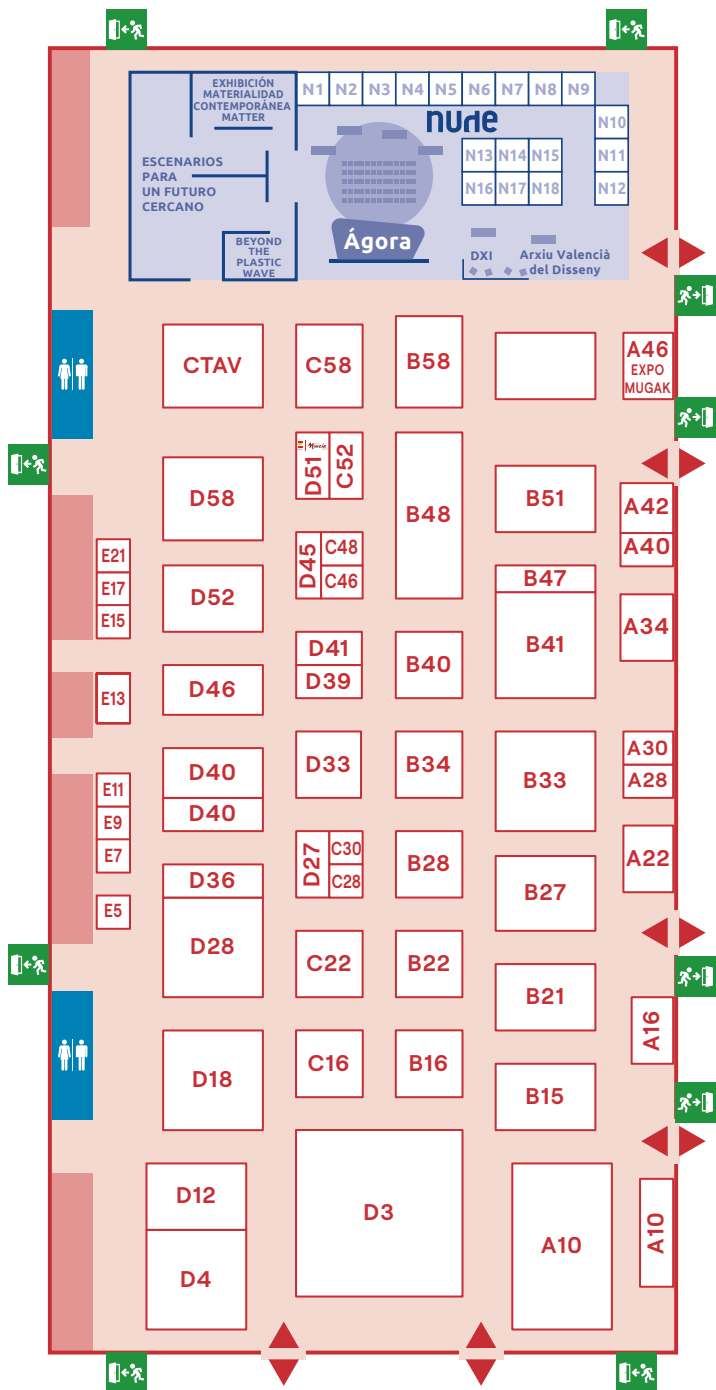 EXHIBICIÓN
MATERIALIDAD
CONTEMPORÁNEA
MATTER
N1 N2 N3 N4 N5 N6 N7 N8 N9
nude
N10
ESCENARIOS
PARA
UN FUTURO
CERCANO
N13 N14 N15 N11
N16 N17 N18 N12
BEYOND
THE
PLASTIC
WAVE
Ágora
DXI
Arxiu Valencià
del Disseny
CTAV C58 B58
A46
EXPO
MUGAK
Murcia
D51 C52
D58 B48 B51 A42
A40
E21 D45 C48
E17 C46
E15
D52 B47
B41 A34
D41
D39
B40
E13 D46
D33 B34 B33 A30
A28
D40
D40
E11
E9
E7
D27 C30
C28
B28 A22
D36
B27
E5
D28 C22 B22
B21 A16
D18 C16 B16
B15
D12
D3
D4
A10 A10